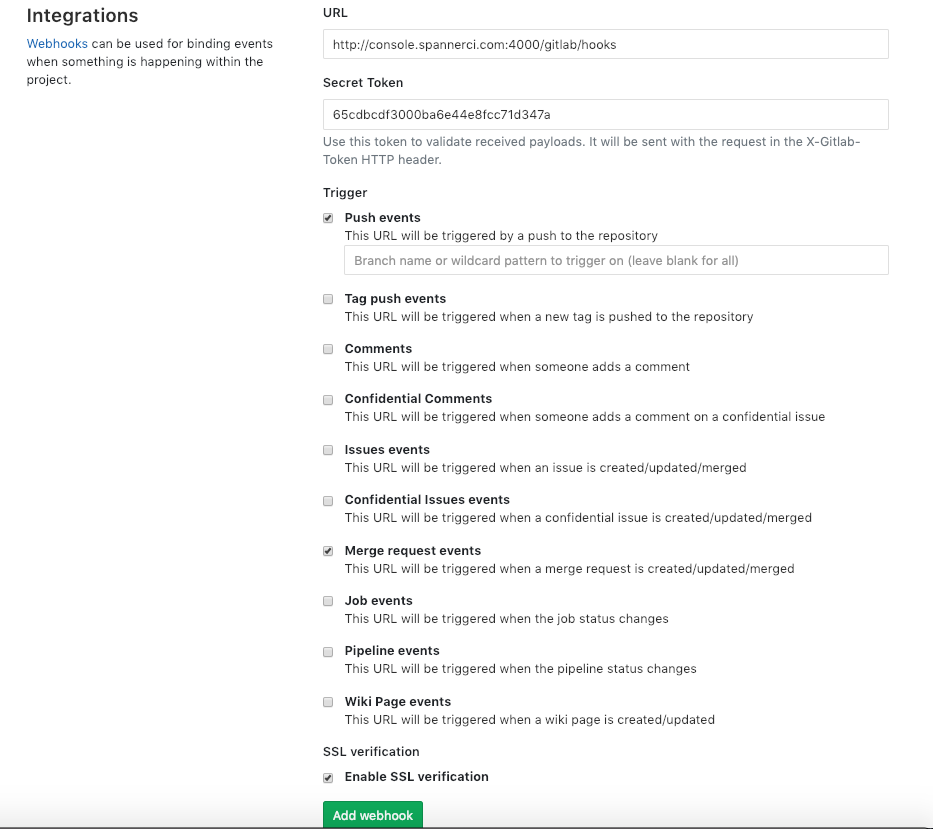 Integrations
Webhooks can be used for binding events
when something is happening within the
project.
URL
http://console.spannerci.com:4000/gitlab/hooks
Secret Token
65cdbcdf3000ba6e44e8fcc71d347a
Use this token to validate received payloads. It will be sent with the request in the X-Gitlab-
Token HTTP header.
Trigger
Push events
This URL will be triggered by a push to the repository
Branch name or wildcard pattern to trigger on (leave blank for all)
Tag push events
This URL will be triggered when a new tag is pushed to the repository
Comments
This URL will be triggered when someone adds a comment
Confidential Comments
This URL will be triggered when someone adds a comment on a confidential issue
Issues events
This URL will be triggered when an issue is created/updated/merged
Confidential Issues events
This URL will be triggered when a confidential issue is created/updated/merged
Merge request events
This URL will be triggered when a merge request is created/updated/merged
Job events
This URL will be triggered when the job status changes
Pipeline events
This URL will be triggered when the pipeline status changes
Wiki Page events
This URL will be triggered when a wiki page is created/updated
SSL verification
Enable SSL verification
Add webhook